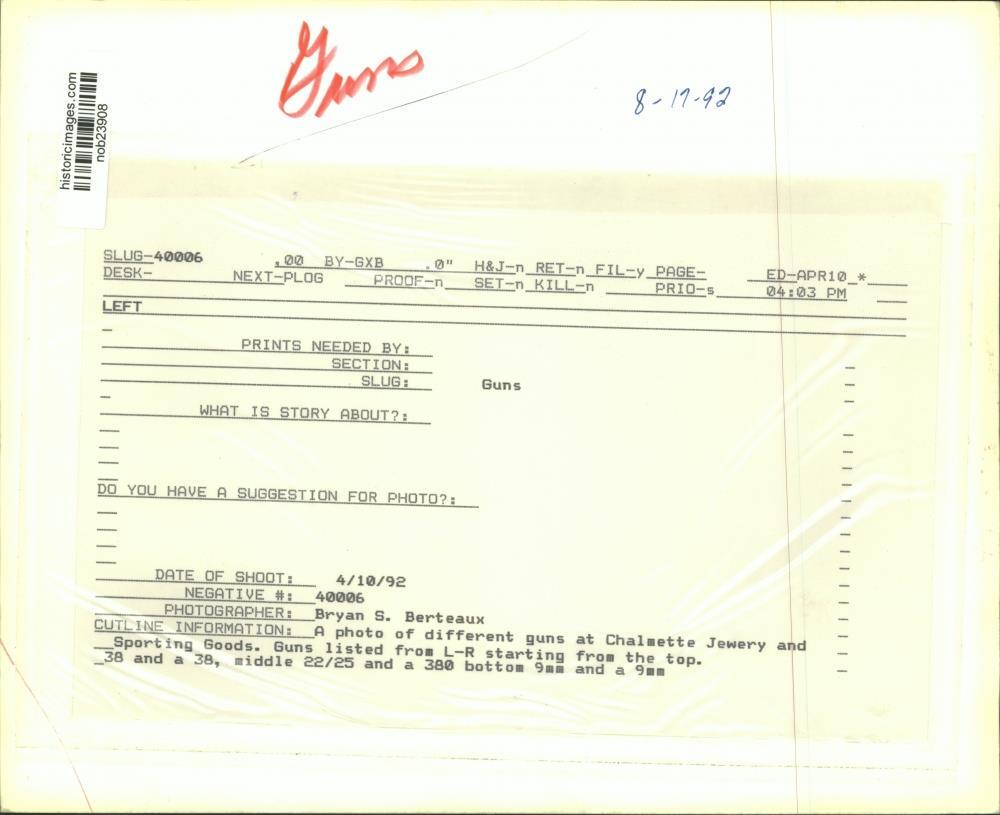 Guns
8-17-92
historicimages.com
nob23908
SLUG-40006 .00 BY-GXB .0" H&J-n RET-n FIL-y PAGE- ED-APR10 *
DESK- NEXT-PLOG PROOF-n SET-n KILL-n PRIO-s 04:03 PM
LEFT
PRINTS NEEDED BY:
SECTION:
SLUG: Guns
WHAT IS STORY ABOUT?:
DO YOU HAVE A SUGGESTION FOR PHOTO?:
DATE OF SHOOT: 4/10/92
NEGATIVE #: 40006
PHOTOGRAPHER: Bryan S. Berteaux
CUTLINE INFORMATION: A photo of different guns at Chalmette Jewery and
Sporting Goods. Guns listed from L-R starting from the top.
38 and a 38, middle 22/25 and a 380 bottom 9mm and a 9mm